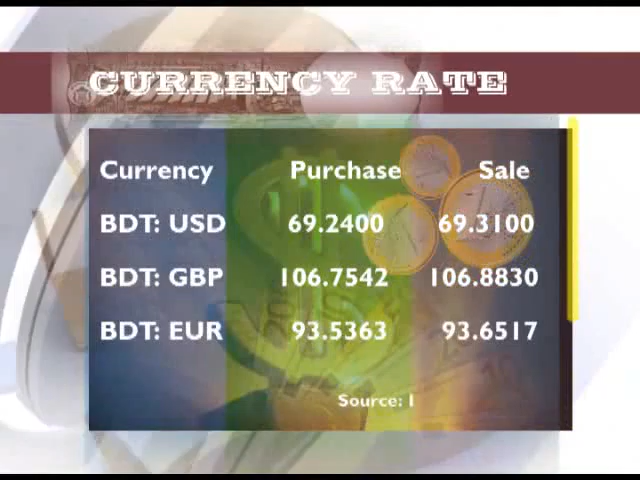 CURRENCY RATE
Currency Purchase Sale
BDT: USD 69.2400 69.3100
BDT: GBP 106.7542 106.8830
BDT: EUR 93.5363 93.6517
Source: I